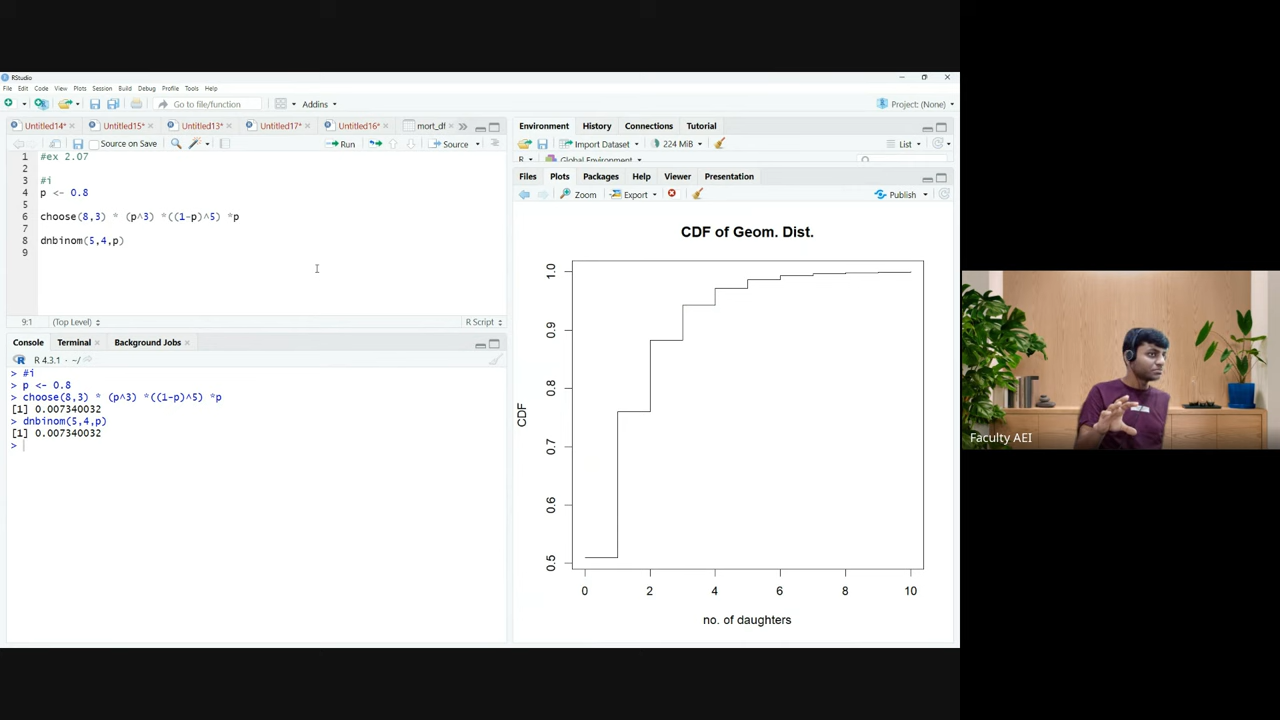 RStudio
File Edit Code View Plots Session Build Debug Profile Tools Help
Go to file/function Addins Project: (None)
Untitled14* Untitled15* Untitled13* Untitled17* Untitled16* mort_df
Source on Save Run Source
1 #ex 2.07
2
3 #i
4 p <- 0.8
5
6 choose(8,3) * (p^3) *((1-p)^5) *p
7
8 dnbinom(5,4,p)
9
9:1 (Top Level) R Script
Console Terminal Background Jobs
R 4.3.1 · ~/
> #i
> p <- 0.8
> choose(8,3) * (p^3) *((1-p)^5) *p
[1] 0.007340032
> dnbinom(5,4,p)
[1] 0.007340032
>
Environment History Connections Tutorial
Import Dataset 224 MiB List
R Global Environment
Files Plots Packages Help Viewer Presentation
Zoom Export Publish
CDF of Geom. Dist.
CDF
1.0
0.9
0.8
0.7
0.6
0.5
0 2 4 6 8 10
no. of daughters
Faculty AEI